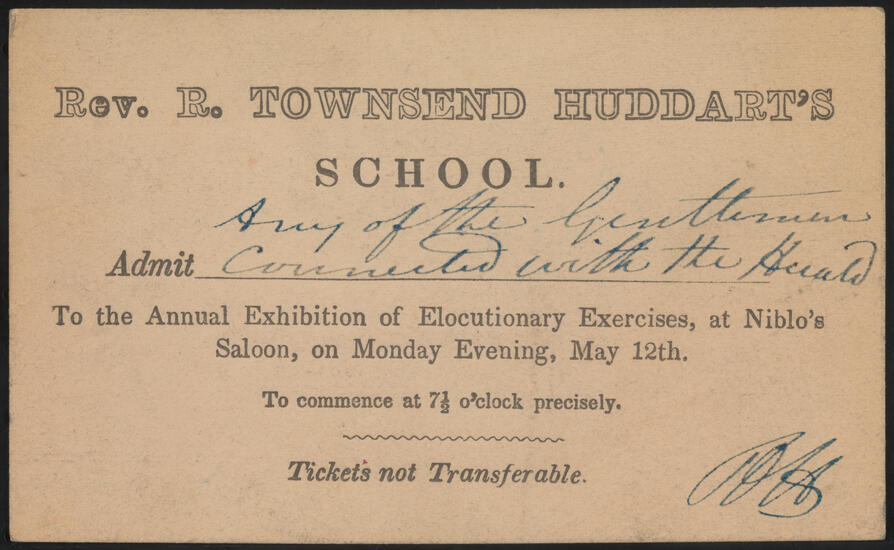 Rev. R. TOWNSEND HUDDART'S
SCHOOL.
Any of the Gentlemen
Admit Connected with the Herald
To the Annual Exhibition of Elocutionary Exercises, at Niblo's
Saloon, on Monday Evening, May 12th.
To commence at 7½ o'clock precisely.
Tickets not Transferable.